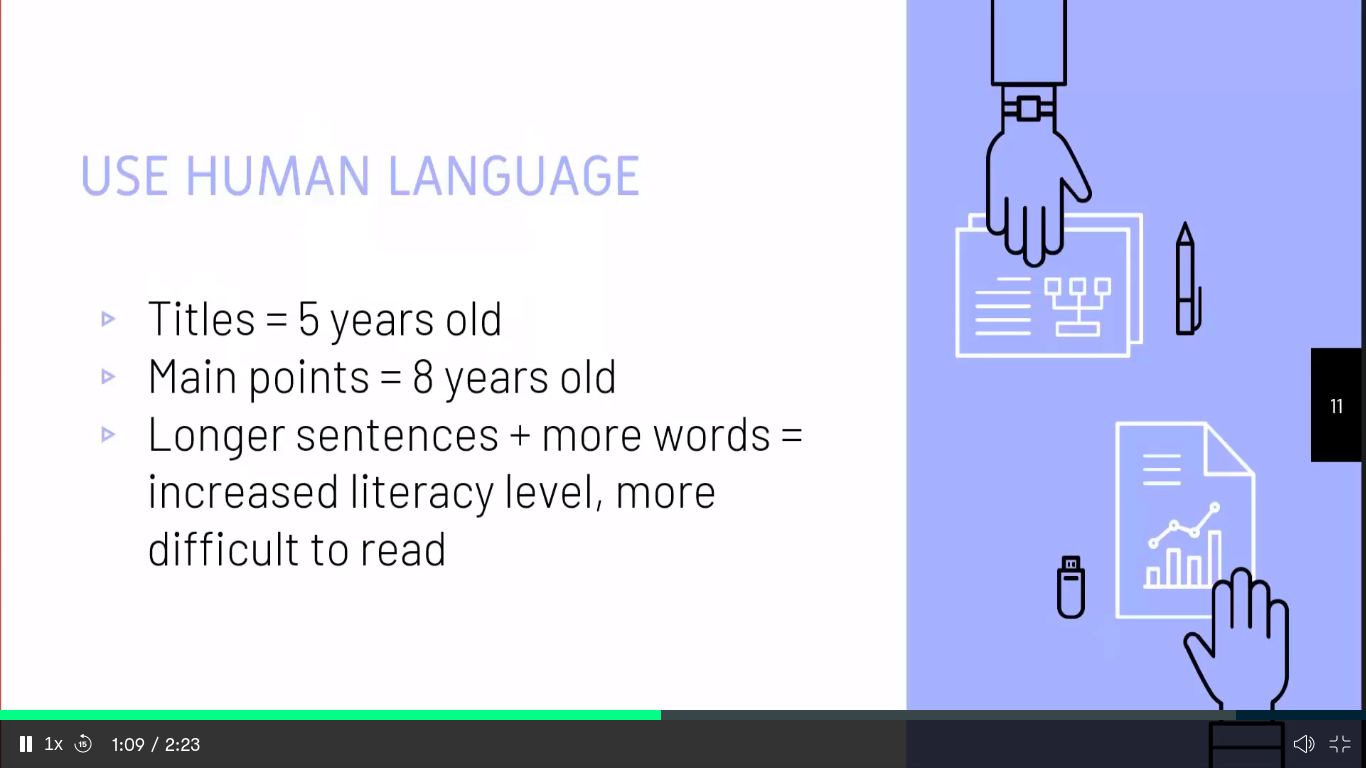 USE HUMAN LANGUAGE
Titles = 5 years old
Main points = 8 years old
Longer sentences + more words =
increased literacy level, more
difficult to read
11
1x
15
1:09 / 2:23